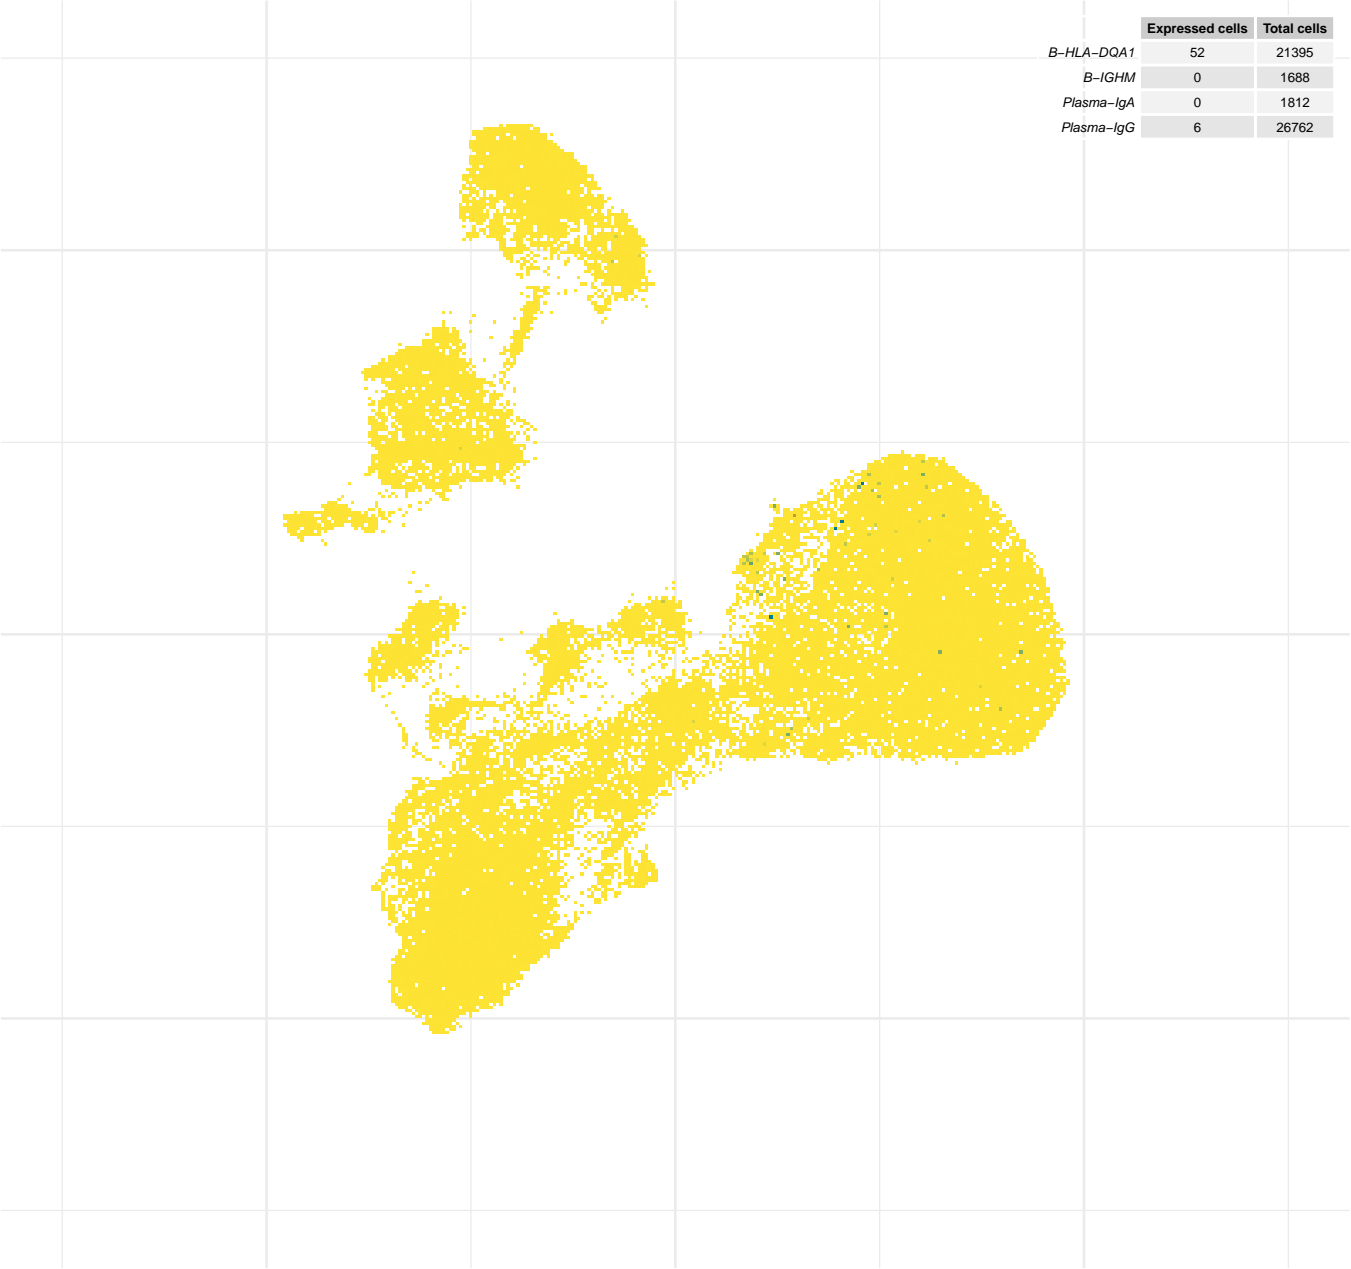 Expressed cells Total cells
B−HLA−DQA1 52 21395
B−IGHM 0 1688
Plasma−IgA 0 1812
Plasma−IgG 6 26762